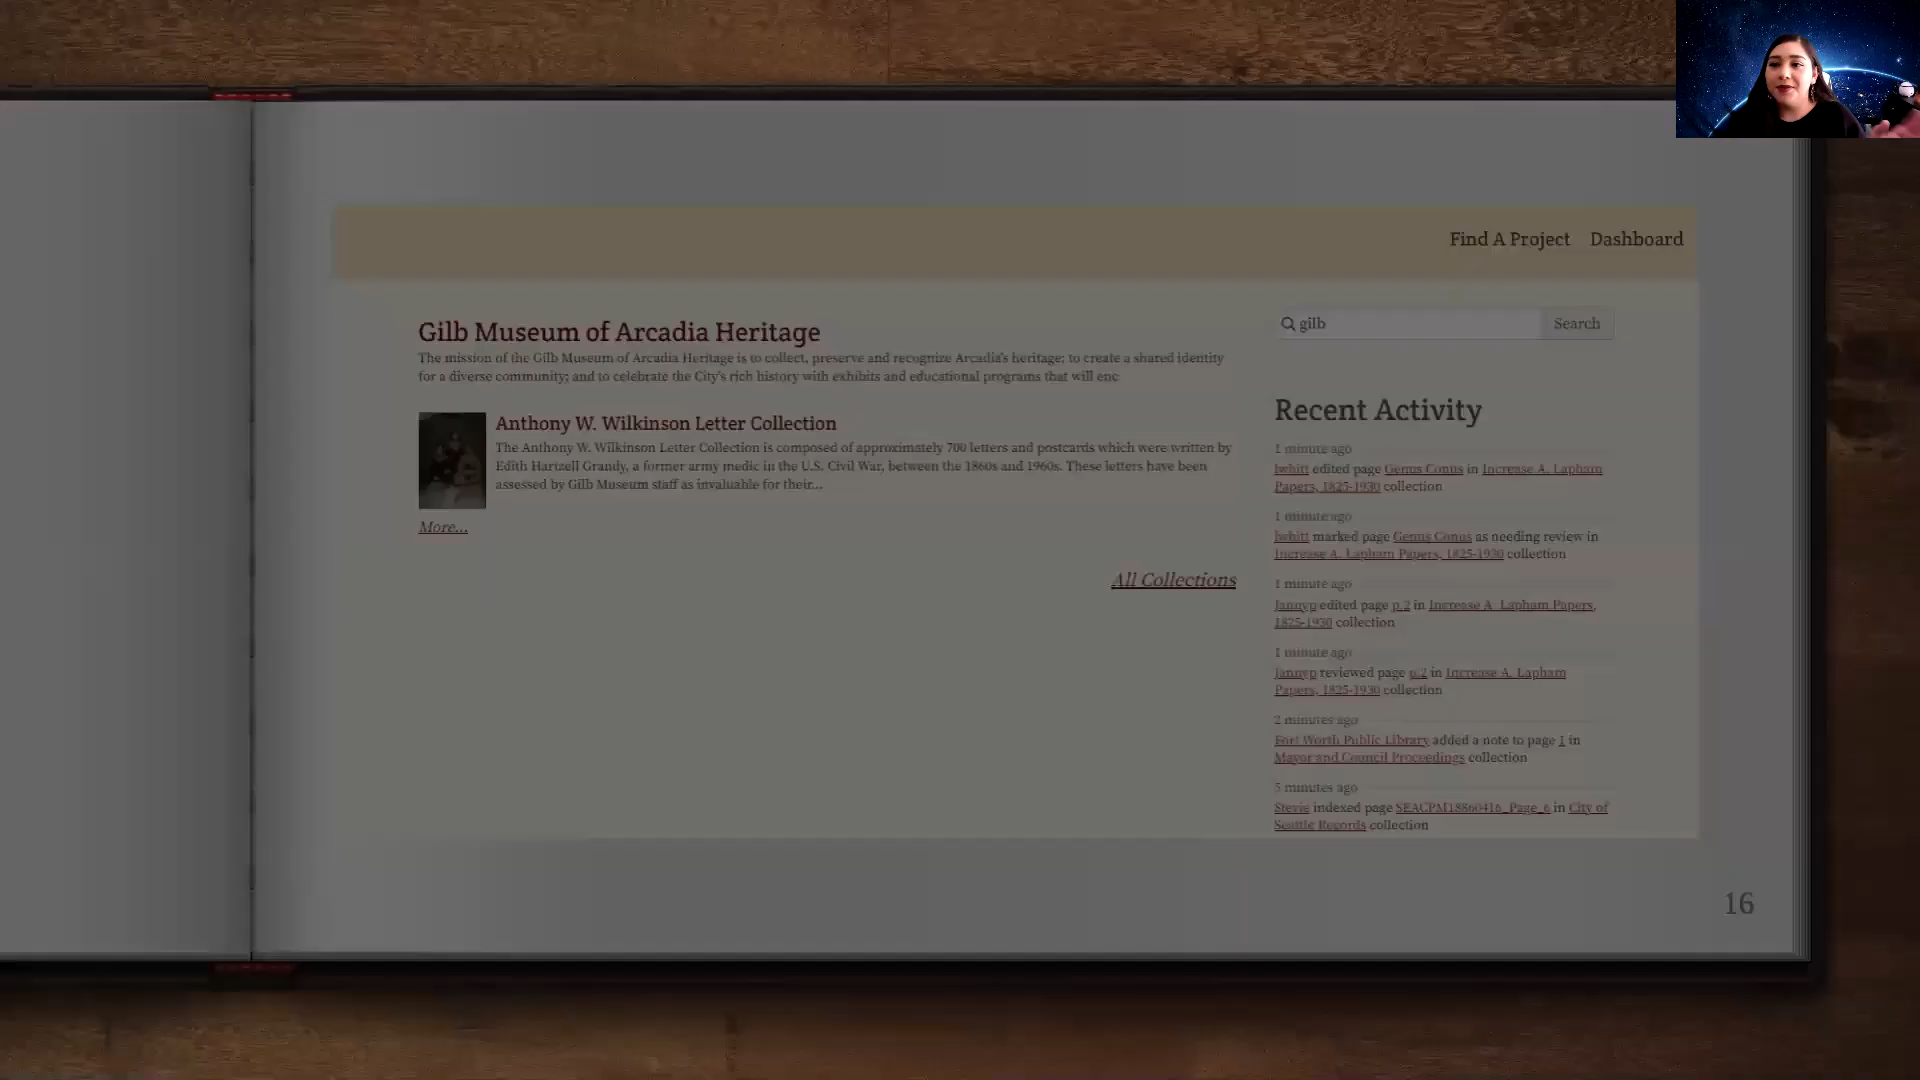 Find A Project Dashboard
Gilb Museum of Arcadia Heritage
The mission of the Gilb Museum of Arcadia Heritage is to collect, preserve and recognize Arcadia's heritage; to create a shared identity
for a diverse community; and to celebrate the City's rich history with exhibits and educational programs that will enc
Anthony W. Wilkinson Letter Collection
The Anthony W. Wilkinson Letter Collection is composed of approximately 700 letters and postcards which were written by
Edith Hartzell Grandy, a former army medic in the U.S. Civil War, between the 1860s and 1960s. These letters have been
assessed by Gilb Museum staff as invaluable for their...
More...
All Collections
gilb Search
Recent Activity
1 minute ago
lwhitt edited page Genus Conus in Increase A. Lapham
Papers, 1825-1930 collection
1 minute ago
lwhitt marked page Genus Conus as needing review in
Increase A. Lapham Papers, 1825-1930 collection
1 minute ago
Jannyp edited page p.2 in Increase A. Lapham Papers,
1825-1930 collection
1 minute ago
Jannyp reviewed page p.2 in Increase A. Lapham
Papers, 1825-1930 collection
2 minutes ago
Fort Worth Public Library added a note to page 1 in
Mayor and Council Proceedings collection
5 minutes ago
Stevie indexed page SEACPM18860416_Page_6 in City of
Seattle Records collection
16